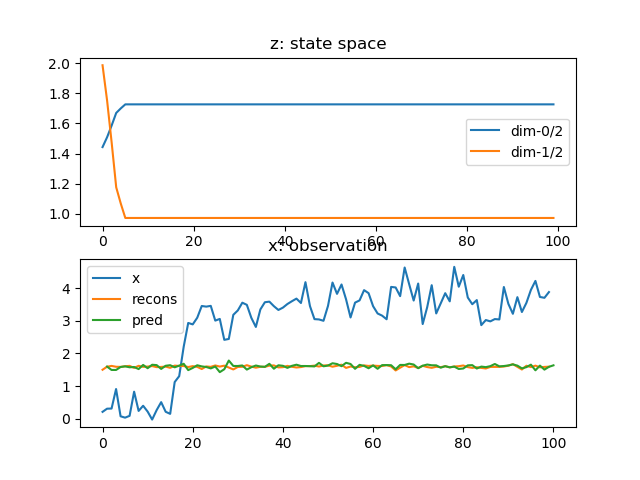 z: state space
2.0
1.8
1.6
1.4
1.2
1.0
dim-0/2
dim-1/2
0 20 40 60 80 100
x: observation
4
3
2
1
0
x
recons
pred
0 20 40 60 80 100